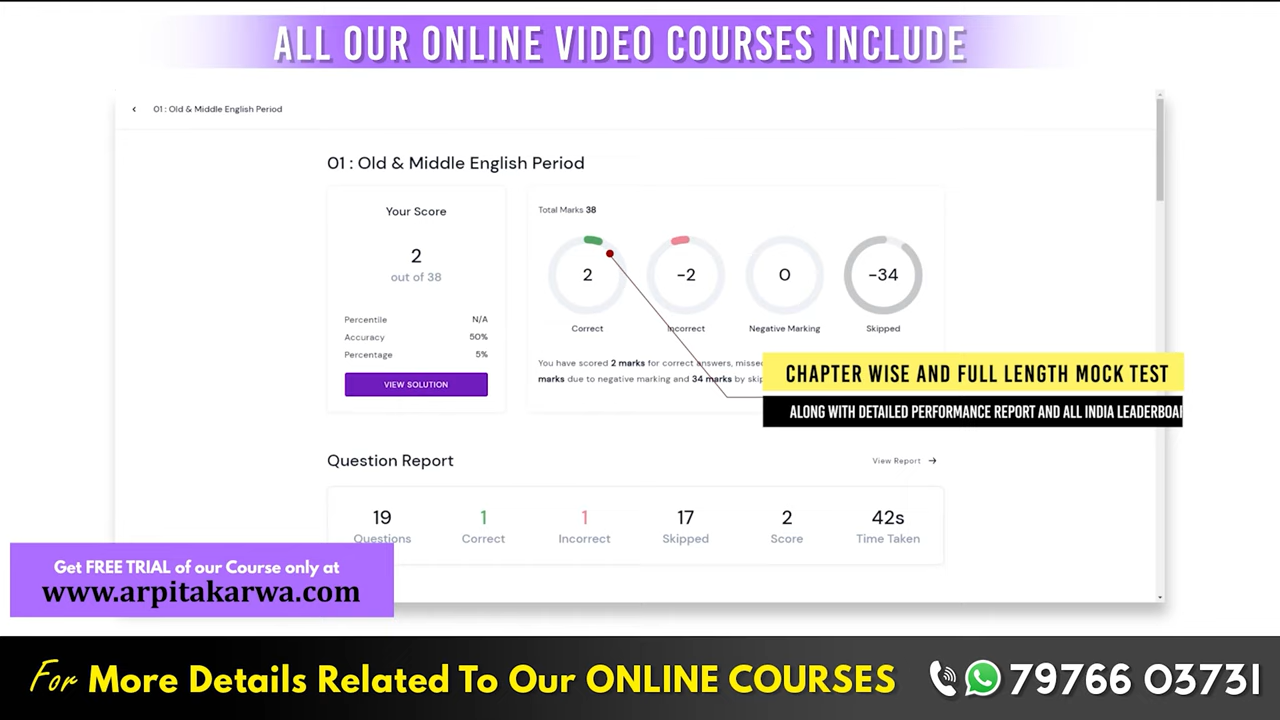 ALL OUR ONLINE VIDEO COURSES INCLUDE
01 : Old & Middle English Period
01 : Old & Middle English Period
Your Score
2
out of 38
Percentile N/A
Accuracy 50%
Percentage 5%
VIEW SOLUTION
Total Marks 38
2 -2 0 -34
Correct Incorrect Negative Marking Skipped
You have scored 2 marks for correct answers, missed
marks due to negative marking and 34 marks by
CHAPTER WISE AND FULL LENGTH MOCK TEST
ALONG WITH DETAILED PERFORMANCE REPORT AND ALL INDIA
Question Report
View Report →
19 1 1 17 2 42s
Questions Correct Incorrect Skipped Score Time Taken
Get FREE TRIAL of our Course only at
www.arpitakarwa.com
For More Details Related To Our ONLINE COURSES 79766 03731